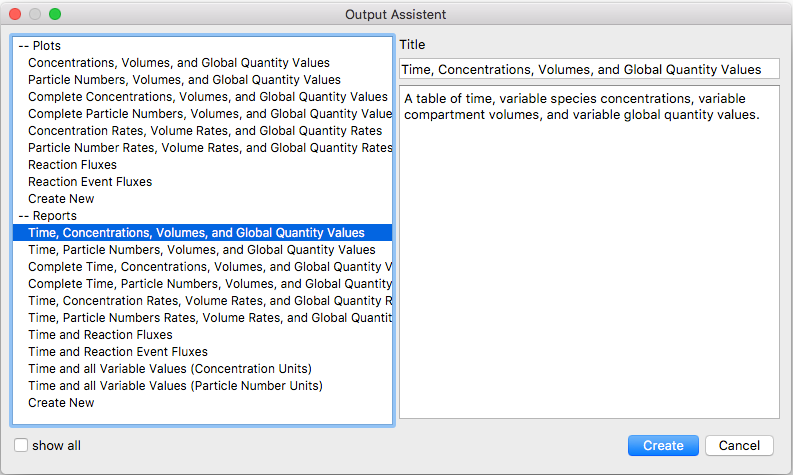 Output Assistent
-- Plots
Concentrations, Volumes, and Global Quantity Values
Particle Numbers, Volumes, and Global Quantity Values
Complete Concentrations, Volumes, and Global Quantity Values
Complete Particle Numbers, Volumes, and Global Quantity Value
Concentration Rates, Volume Rates, and Global Quantity Rates
Particle Number Rates, Volume Rates, and Global Quantity Rates
Reaction Fluxes
Reaction Event Fluxes
Create New
-- Reports
Time, Concentrations, Volumes, and Global Quantity Values
Time, Particle Numbers, Volumes, and Global Quantity Values
Complete Time, Concentrations, Volumes, and Global Quantity V
Complete Time, Particle Numbers, Volumes, and Global Quantity
Time, Concentration Rates, Volume Rates, and Global Quantity R
Time, Particle Numbers Rates, Volume Rates, and Global Quantit
Time and Reaction Fluxes
Time and Reaction Event Fluxes
Time and all Variable Values (Concentration Units)
Time and all Variable Values (Particle Number Units)
Create New
Title
Time, Concentrations, Volumes, and Global Quantity Values
A table of time, variable species concentrations, variable
compartment volumes, and variable global quantity values.
show all
Create
Cancel